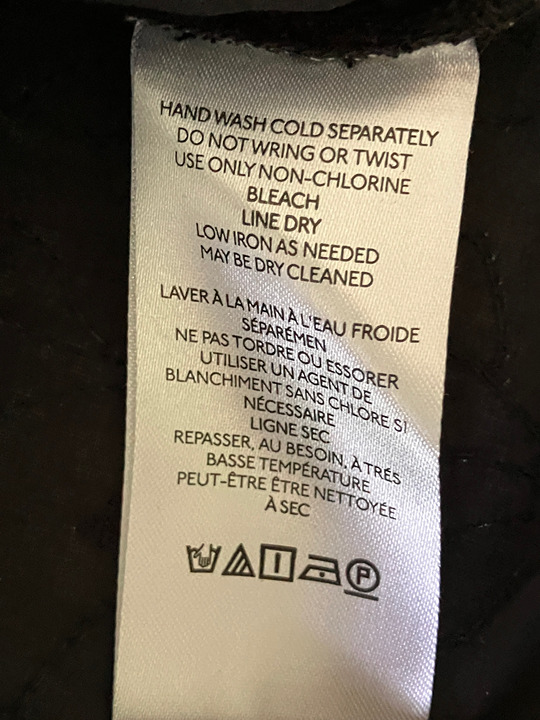 HAND WASH COLD SEPARATELY
DO NOT WRING OR TWIST
USE ONLY NON-CHLORINE
BLEACH
LINE DRY
LOW IRON AS NEEDED
MAY BE DRY CLEANED
LAVER À LA MAIN À L'EAU FROIDE
SÉPARÉMEN
NE PAS TORDRE OU ESSORER
UTILISER UN AGENT DE
BLANCHIMENT SANS CHLORE SI
NÉCESSAIRE
LIGNE SEC
REPASSER, AU BESOIN, À TRÉS
BASSE TEMPÉRATURE
PEUT-ÊTRE ÊTRE NETTOYÉE
À SEC
P